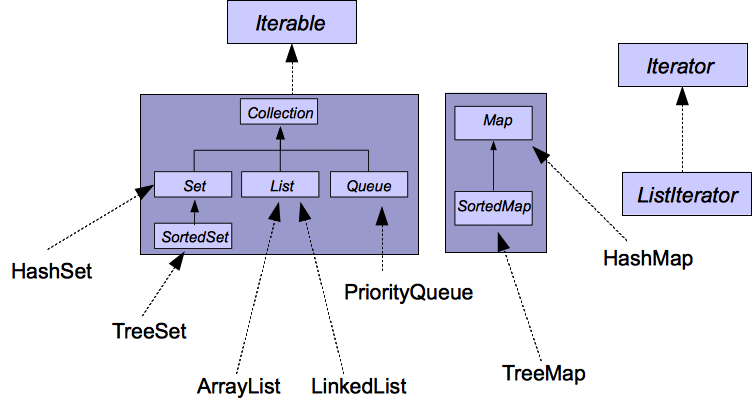 Iterable
Collection
Set
List
Queue
SortedSet
Map
SortedMap
Iterator
ListIterator
HashSet
TreeSet
ArrayList
LinkedList
PriorityQueue
TreeMap
HashMap